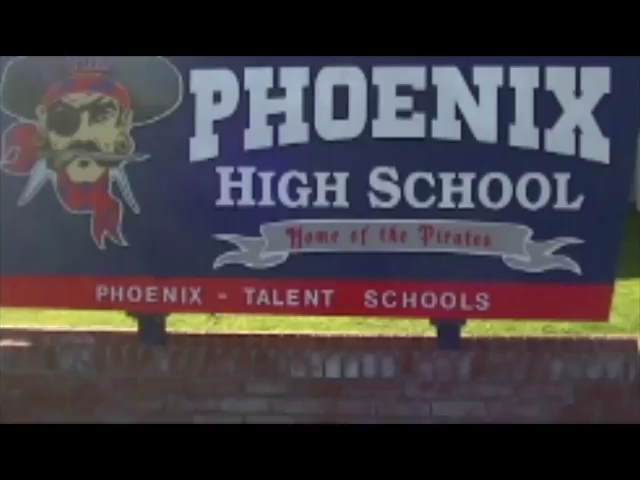 PHOENIX
HIGH SCHOOL
Home of the Pirates
PHOENIX - TALENT SCHOOLS